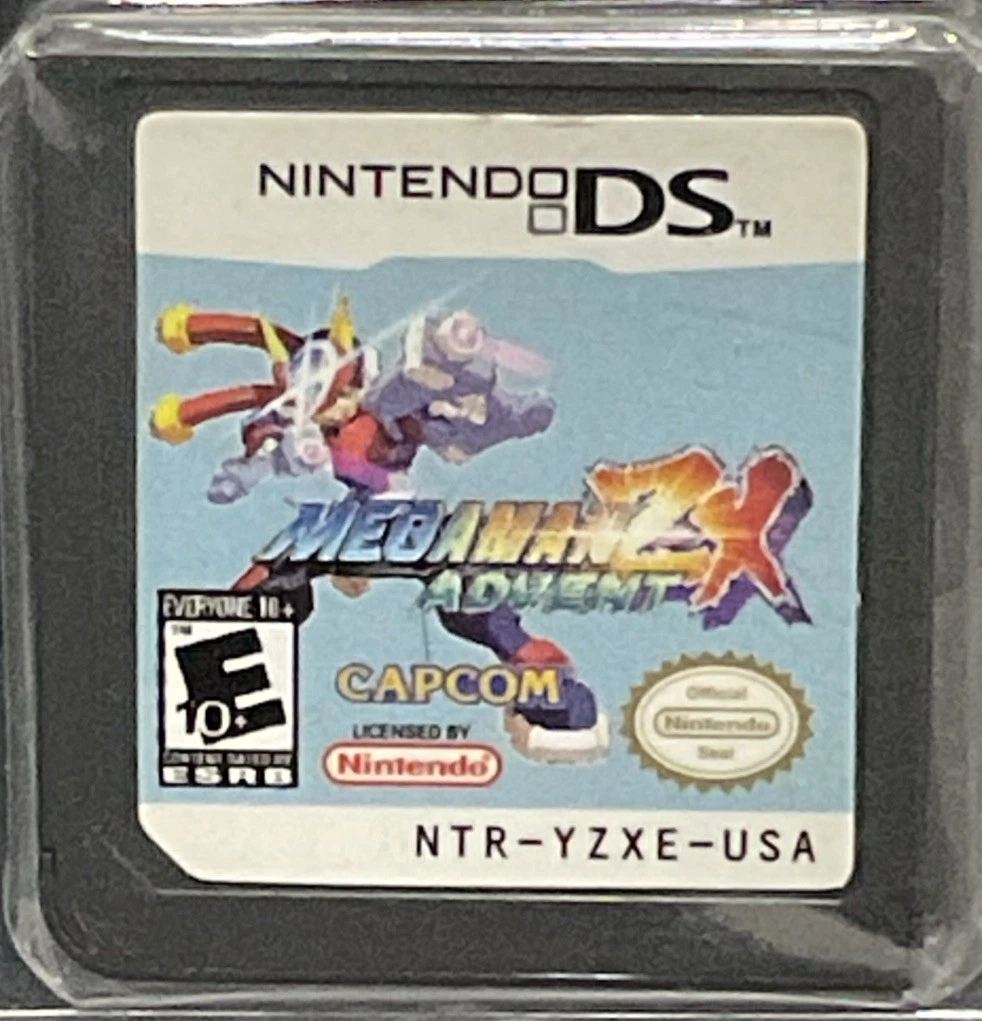 NINTENDO DS™
MEGAMAN ZX
ADVENT
EVERYONE 10+
™
E
10+
CONTENT RATED BY
ESRB
CAPCOM
LICENSED BY
Nintendo
Official
Nintendo
Seal
NTR-YZXE-USA